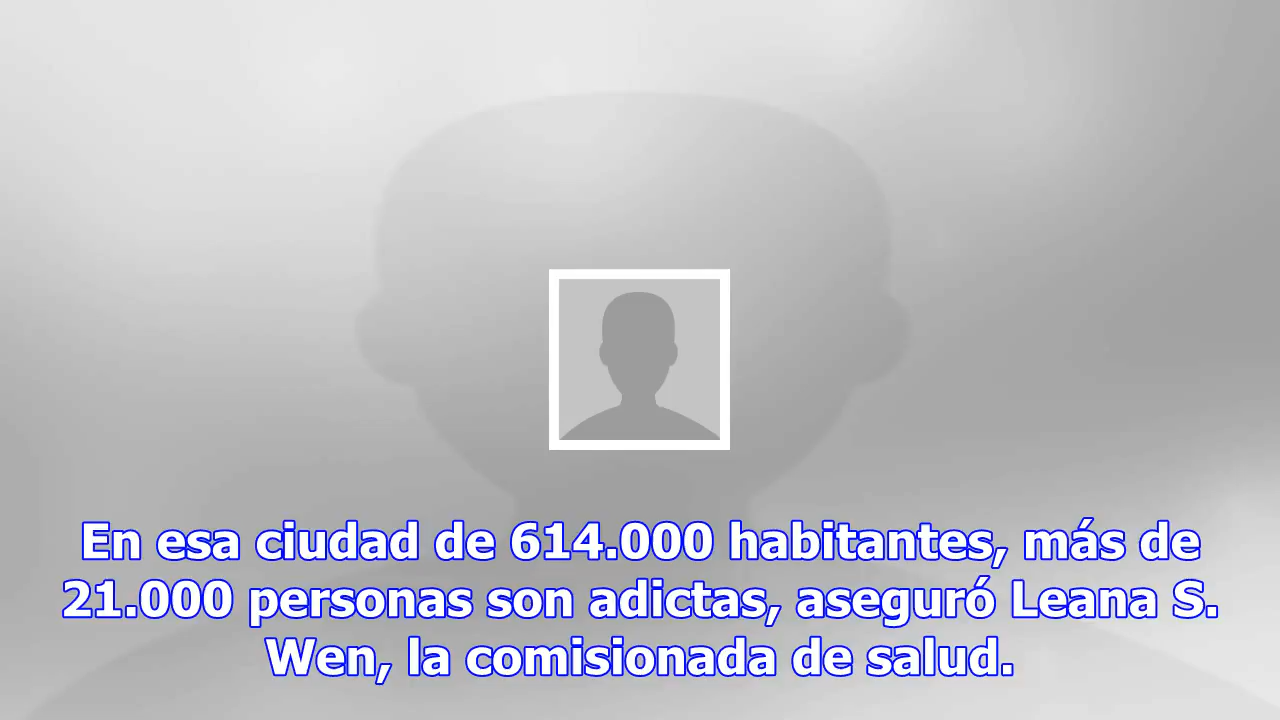 En esa ciudad de 614.000 habitantes, más de
21.000 personas son adictas, aseguró Leana S.
Wen, la comisionada de salud.